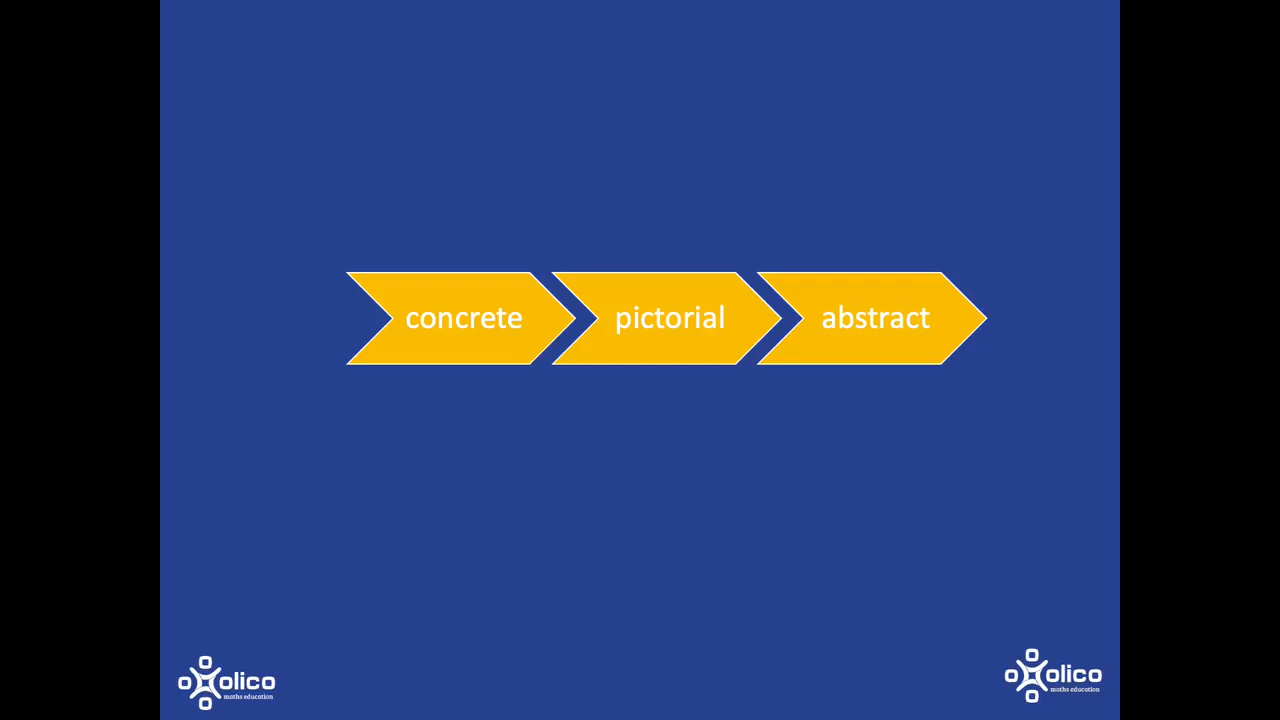 concrete
pictorial
abstract
olico
maths education
olico
maths education